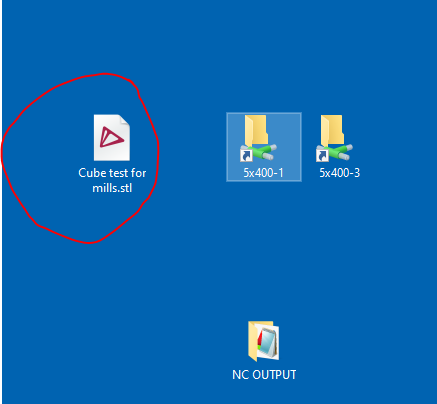 Cube test for
mills.stl
5x400-1
5x400-3
NC OUTPUT